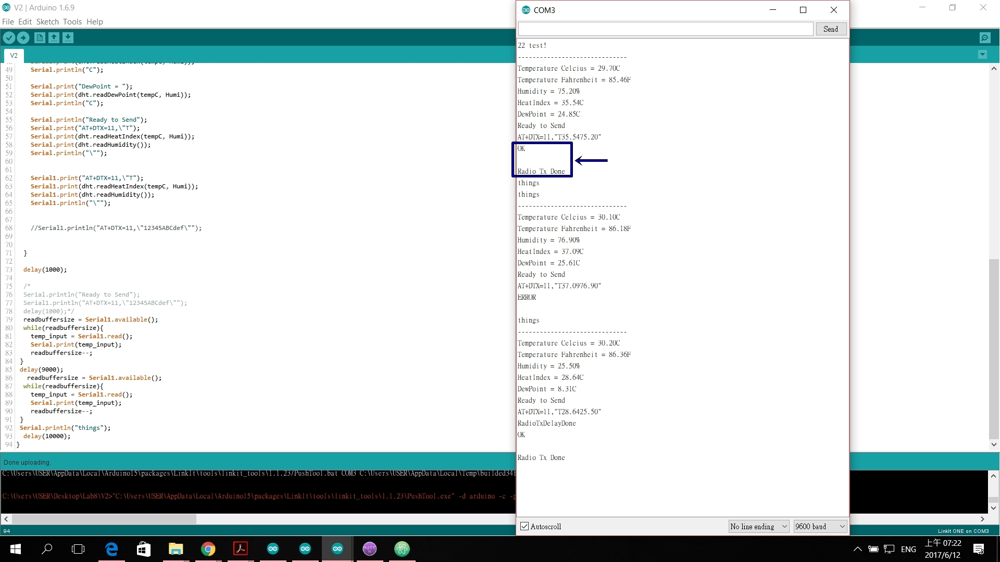 V2 | Arduino 1.6.9
File Edit Sketch Tools Help
V2
49 Serial.println("C");
50
51 Serial.print("DewPoint = ");
52 Serial.print(dht.readDewPoint(tempC, Humi));
53 Serial.println("C");
54
55 Serial.println("Ready to Send");
56 Serial.print("AT+DTX=11,\"T");
57 Serial.print(dht.readHeatIndex(tempC, Humi));
58 Serial.print(dht.readHumidity());
59 Serial.println("\"");
60
61
62 Serial1.print("AT+DTX=11,\"T");
63 Serial1.print(dht.readHeatIndex(tempC, Humi));
64 Serial1.print(dht.readHumidity());
65 Serial1.println("\"");
66
67
68 //Serial1.println("AT+DTX=11,\"12345ABCdef\"");
69
70
71 }
72
73 delay(1000);
74
75 /*
76 Serial.println("Ready to Send");
77 Serial1.println("AT+DTX=11,\"12345ABCdef\"");
78 delay(1000);*/
79 readbuffersize = Serial1.available();
80 while(readbuffersize){
81 temp_input = Serial1.read();
82 Serial.print(temp_input);
83 readbuffersize--;
84 }
85 delay(9000);
86 readbuffersize = Serial1.available();
87 while(readbuffersize){
88 temp_input = Serial1.read();
89 Serial.print(temp_input);
90 readbuffersize--;
91 }
92 Serial.println("things");
93 delay(10000);
94 }
Done uploading.
C:\Users\USER\AppData\Local\Arduino15\packages\LinkIt\tools\linkit_tools\1.1.23/PushTool.bat COM3 C:\Users\USER\AppData\Local\Temp\builded34f
C:\Users\USER\Desktop\Lab8\V2>"C:\Users\USER\AppData\Local\Arduino15\packages\LinkIt\tools\linkit_tools\1.1.23\PushTool.exe" -d arduino -c -p
94
LinkIt ONE on COM3
COM3
Send
22 test!
------------------------------
Temperature Celcius = 29.70C
Temperature Fahrenheit = 85.46F
Humidity = 75.20%
HeatIndex = 35.54C
DewPoint = 24.85C
Ready to Send
AT+DTX=11,"T35.5475.20"
OK
Radio Tx Done
things
things
------------------------------
Temperature Celcius = 30.10C
Temperature Fahrenheit = 86.18F
Humidity = 76.90%
HeatIndex = 37.09C
DewPoint = 25.61C
Ready to Send
AT+DTX=11,"T37.0976.90"
ERROR
things
------------------------------
Temperature Celcius = 30.20C
Temperature Fahrenheit = 86.36F
Humidity = 25.50%
HeatIndex = 28.64C
DewPoint = 8.31C
Ready to Send
AT+DTX=11,"T28.6425.50"
RadioTxDelayDone
OK
Radio Tx Done
Autoscroll
No line ending
9600 baud
ENG
上午 07:22
2017/6/12